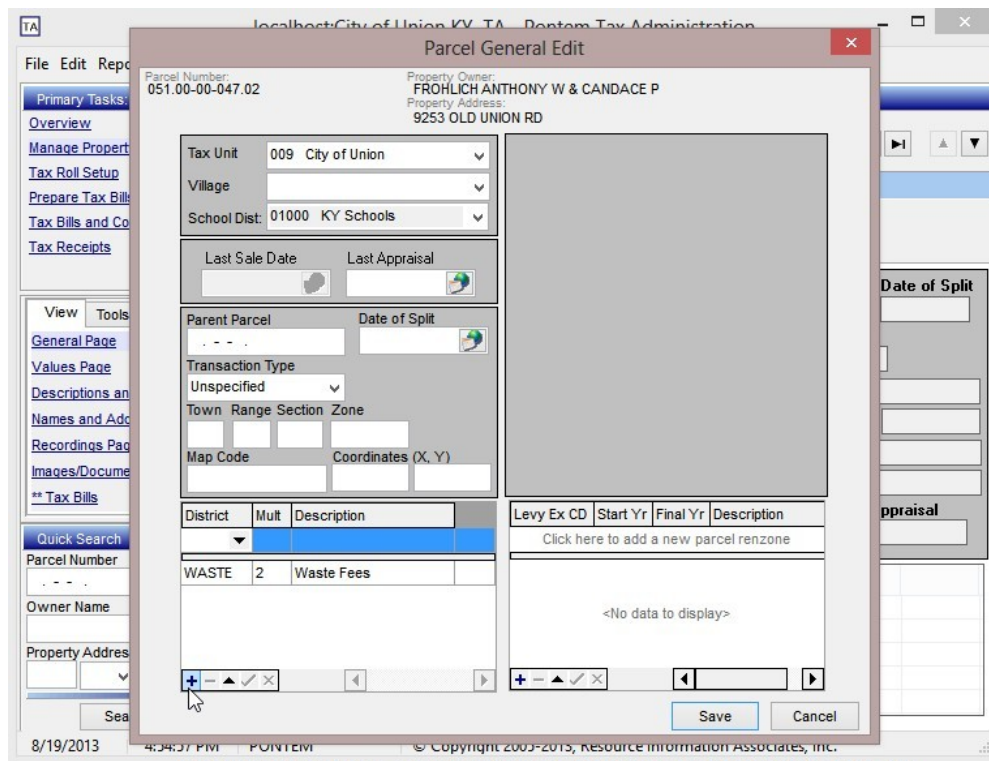 TA
localhost:City of Union KY, TA - Pontem Tax Administration
Parcel General Edit
File Edit Repo
Parcel Number:
051.00-00-047.02
Property Owner:
FROHLICH ANTHONY W & CANDACE P
Property Address:
9253 OLD UNION RD
Primary Tasks:
Overview
Manage Propert
Tax Roll Setup
Prepare Tax Bills
Tax Bills and Co
Tax Receipts
Tax Unit 009 City of Union
Village
School Dist: 01000 KY Schools
Last Sale Date Last Appraisal
Date of Split
View Tools
General Page
Values Page
Descriptions an
Names and Add
Recordings Pag
Images/Docume
** Tax Bills
Parent Parcel Date of Split
. - - .
Transaction Type
Unspecified
Town Range Section Zone
Map Code Coordinates (X, Y)
District Mult Description
WASTE 2 Waste Fees
Levy Ex CD Start Yr Final Yr Description
Click here to add a new parcel renzone
<No data to display>
ppraisal
Quick Search
Parcel Number
. - - .
Owner Name
Property Addres
Sea
Save Cancel
8/19/2013 4:54:57 PM PONTEM © Copyright 2005-2013, Resource Information Associates, Inc.